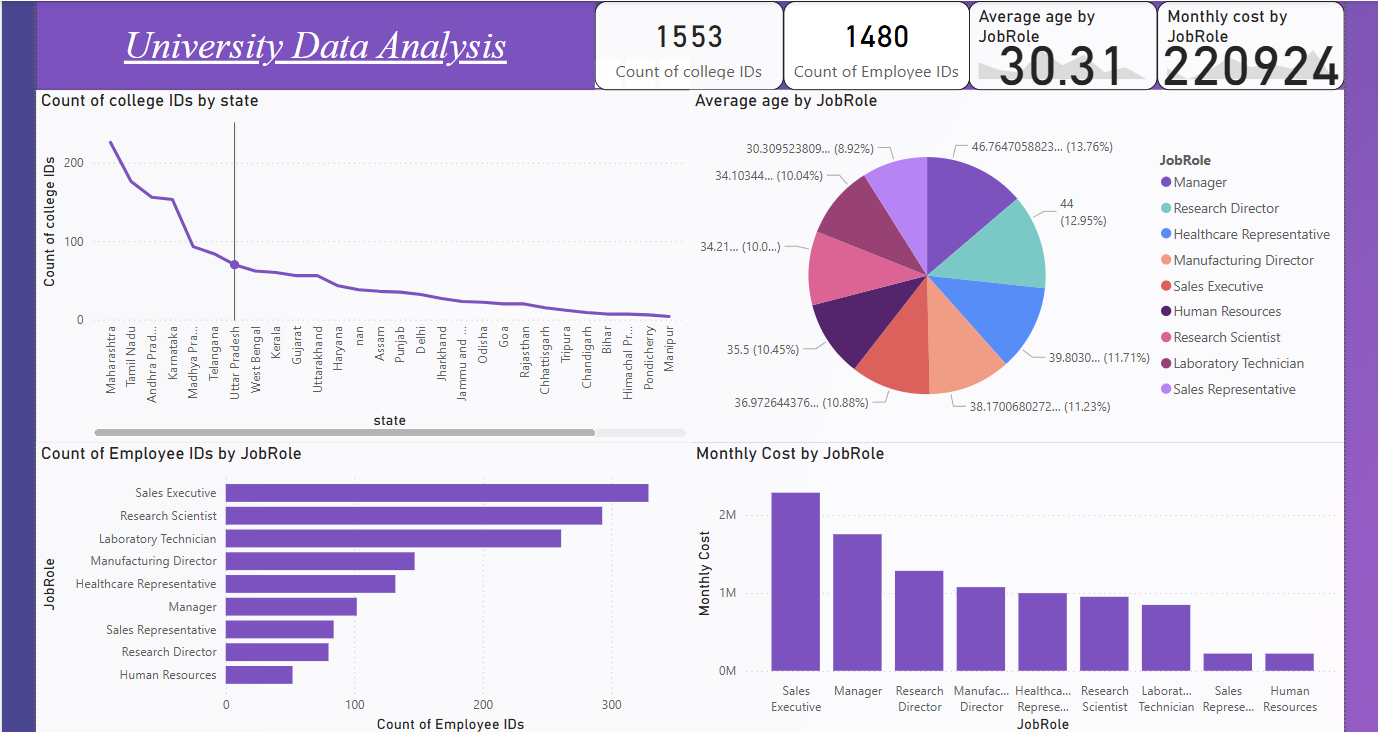 University Data Analysis
1553
Count of college IDs
1480
Count of Employee IDs
Average age by
JobRole
30.31
Monthly cost by
JobRole
220924
Count of college IDs by state
Count of college IDs
200
100
0
Maharashtra
Tamil Nadu
Andhra Prad...
Karnataka
Madhya Pra...
Telangana
Uttar Pradesh
West Bengal
Kerala
Gujarat
Uttarakhand
Haryana
nan
Assam
Punjab
Delhi
Jharkhand
Jammu and ...
Odisha
Goa
Rajasthan
Chhattisgarh
Tripura
Chandigarh
Bihar
Himachal Pr...
Pondicherry
Manipur
state
Average age by JobRole
46.7647058823... (13.76%)
44
(12.95%)
39.8030... (11.71%)
38.1700680272... (11.23%)
36.972644376... (10.88%)
35.5 (10.45%)
34.21... (10.0...)
34.10344... (10.04%)
30.309523809... (8.92%)
JobRole
Manager
Research Director
Healthcare Representative
Manufacturing Director
Sales Executive
Human Resources
Research Scientist
Laboratory Technician
Sales Representative
Count of Employee IDs by JobRole
JobRole
Sales Executive
Research Scientist
Laboratory Technician
Manufacturing Director
Healthcare Representative
Manager
Sales Representative
Research Director
Human Resources
0
100
200
300
Count of Employee IDs
Monthly Cost by JobRole
Monthly Cost
2M
1M
0M
Sales
Executive
Manager
Research
Director
Manufac...
Director
Healthca...
Represe...
Research
Scientist
Laborat...
Technician
Sales
Represe...
Human
Resources
JobRole